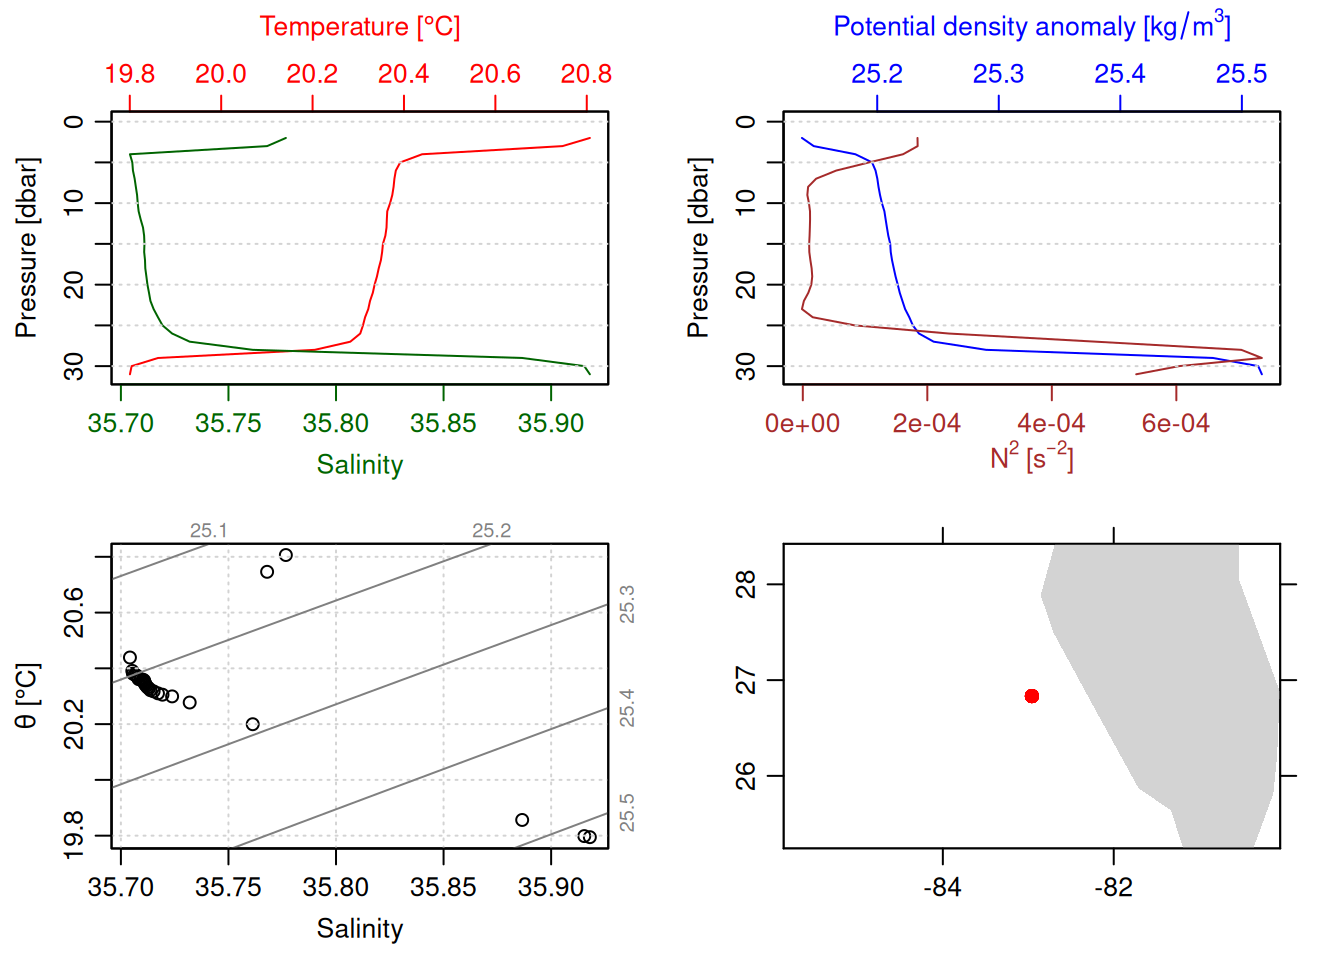 Temperature [°C]
19.8 20.0 20.2 20.4 20.6 20.8
Pressure [dbar]
0
10
20
30
35.70 35.75 35.80 35.85 35.90
Salinity
Potential density anomaly [kg/m³]
25.2 25.3 25.4 25.5
Pressure [dbar]
0
10
20
30
0e+00 2e-04 4e-04 6e-04
N² [s⁻²]
25.1 25.2
25.3
25.4
25.5
θ [°C]
20.6
20.2
19.8
35.70 35.75 35.80 35.85 35.90
Salinity
28
27
26
-84 -82